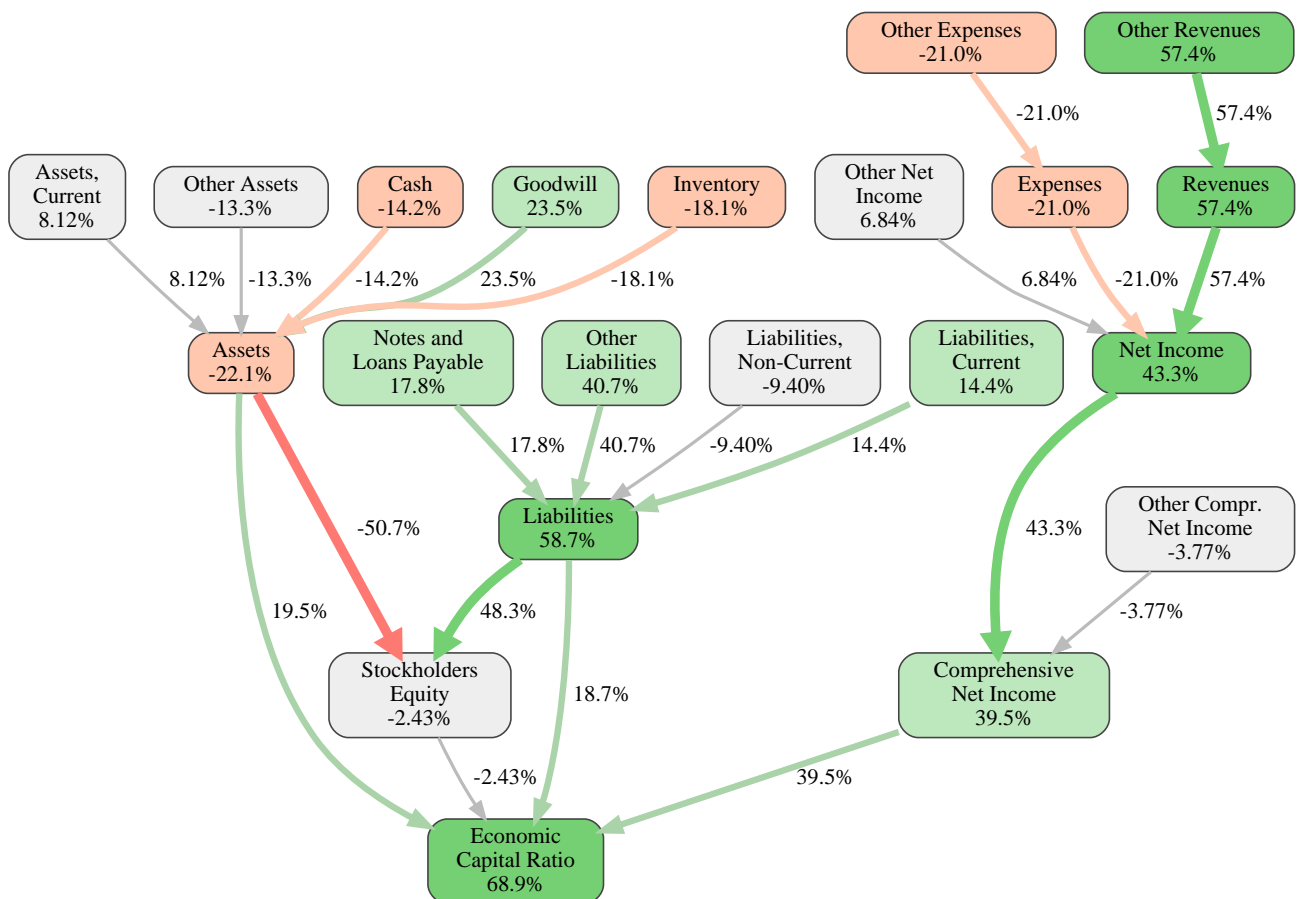 Other Expenses
-21.0%
Other Revenues
57.4%
-21.0%
57.4%
Assets,
Current
8.12%
Other Assets
-13.3%
Cash
-14.2%
Goodwill
23.5%
Inventory
-18.1%
Other Net
Income
6.84%
Expenses
-21.0%
Revenues
57.4%
8.12%
-13.3%
-14.2%
23.5%
-18.1%
6.84%
-21.0%
57.4%
Assets
-22.1%
Notes and
Loans Payable
17.8%
Other
Liabilities
40.7%
Liabilities,
Non-Current
-9.40%
Liabilities,
Current
14.4%
Net Income
43.3%
17.8%
40.7%
-9.40%
14.4%
Liabilities
58.7%
-50.7%
43.3%
Other Compr.
Net Income
-3.77%
19.5%
48.3%
-3.77%
Stockholders
Equity
-2.43%
18.7%
Comprehensive
Net Income
39.5%
-2.43%
39.5%
Economic
Capital Ratio
68.9%